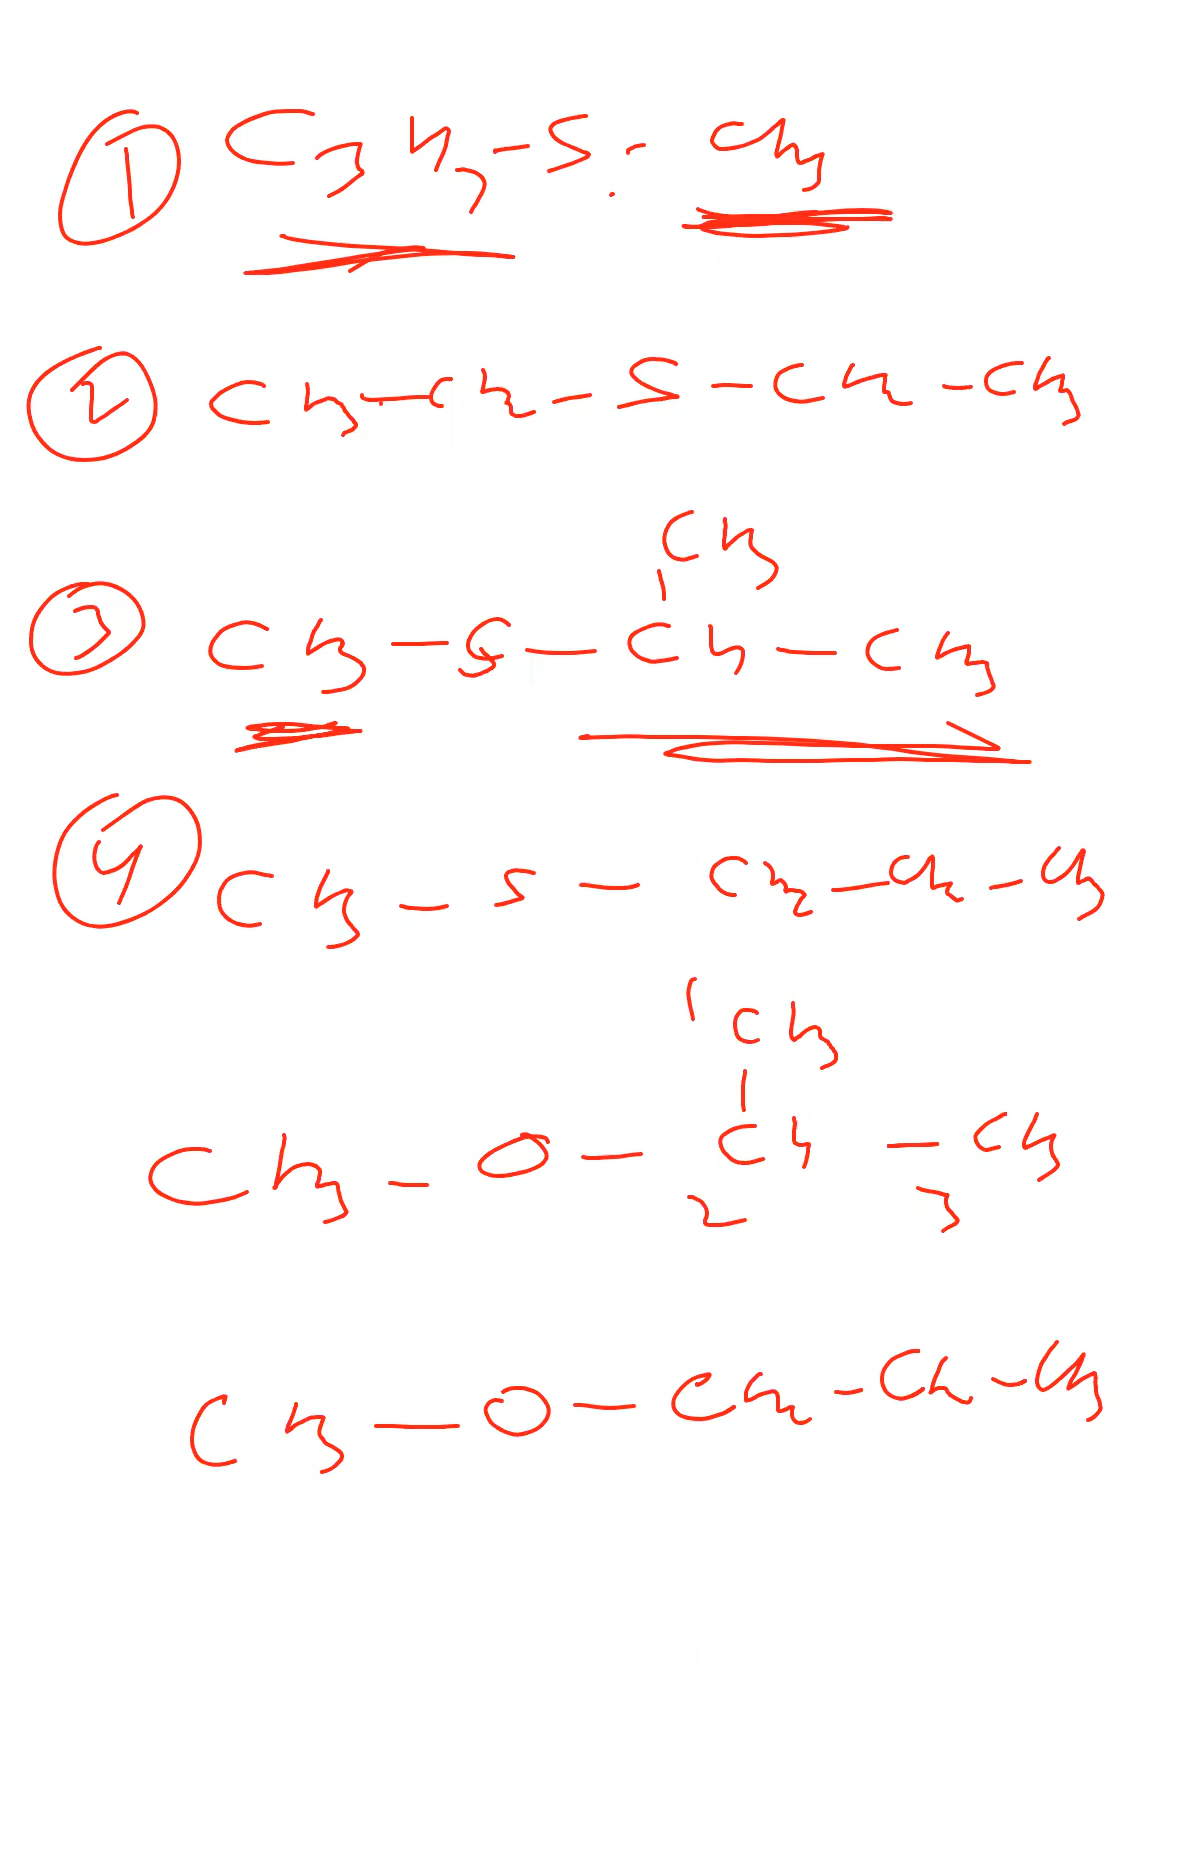 ① C3H7-S-CH3
② CH3-CH2-S-CH2-CH3
CH3
③ CH3-S-CH-CH3
④ CH3-S-CH2-CH2-CH3
1 CH3
CH3-O-CH-CH3
2 3
CH3-O-CH2-CH2-CH3